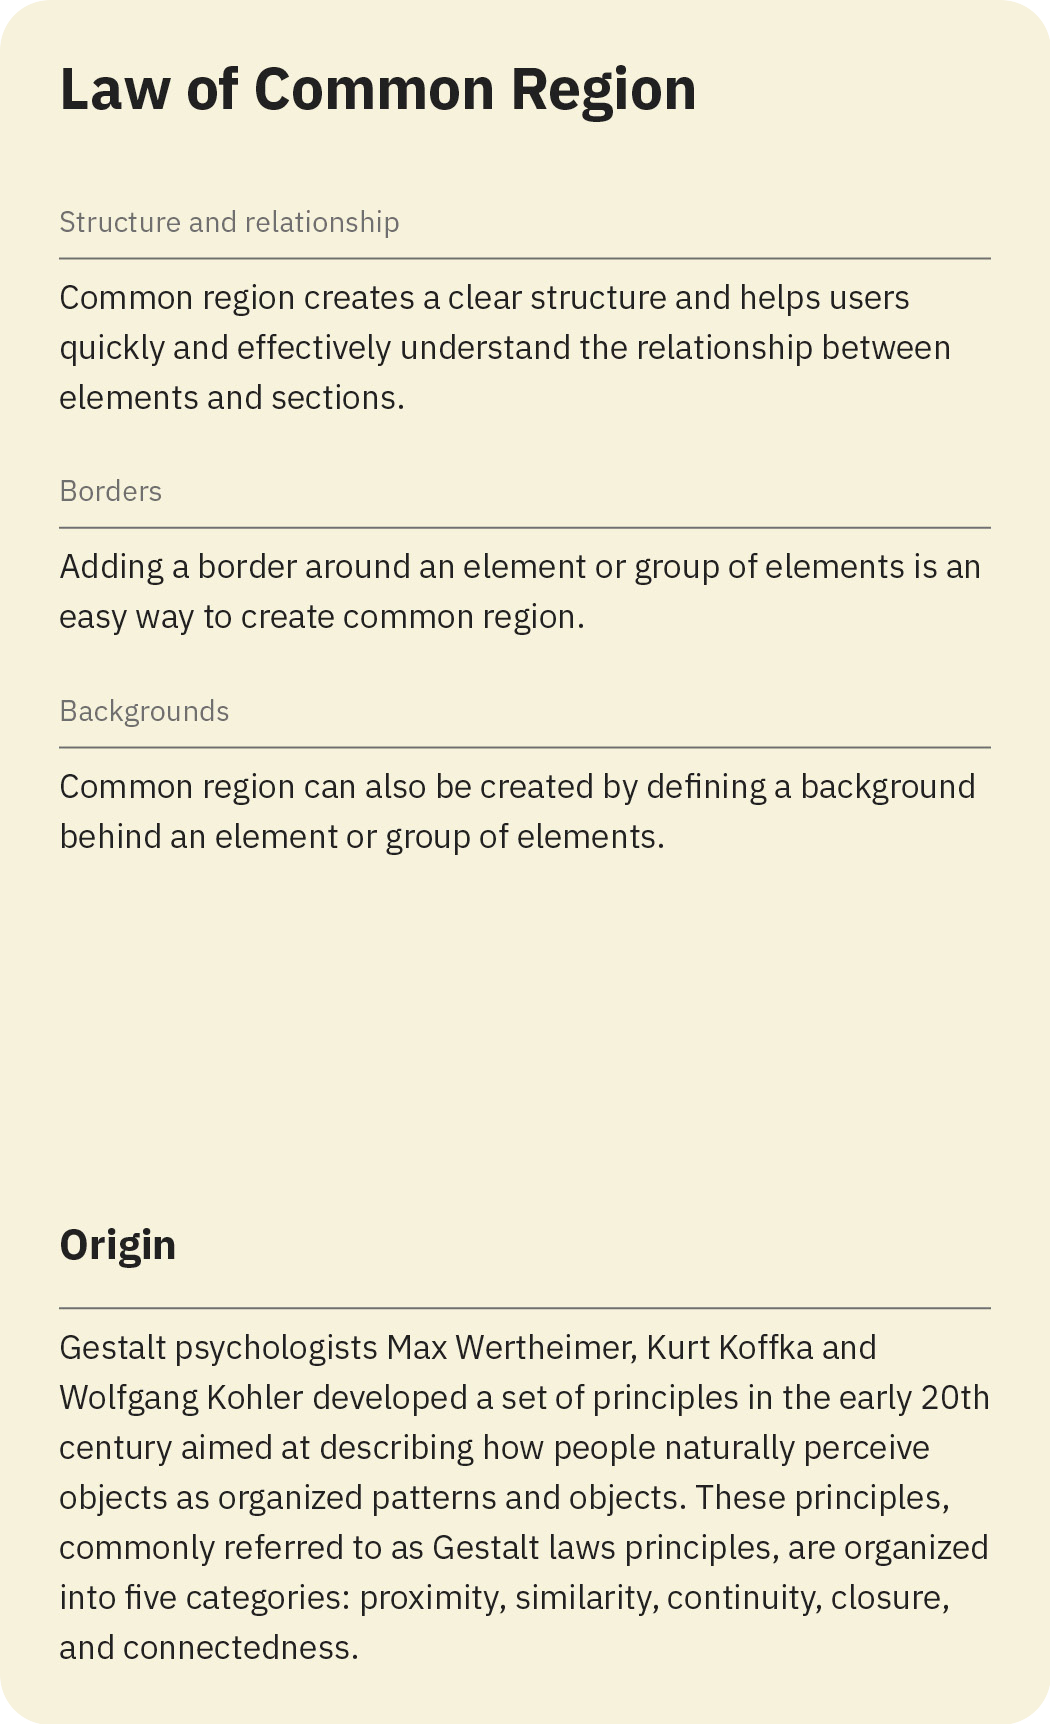 Law of Common Region
Structure and relationship
Common region creates a clear structure and helps users
quickly and effectively understand the relationship between
elements and sections.
Borders
Adding a border around an element or group of elements is an
easy way to create common region.
Backgrounds
Common region can also be created by defining a background
behind an element or group of elements.
Origin
Gestalt psychologists Max Wertheimer, Kurt Koffka and
Wolfgang Kohler developed a set of principles in the early 20th
century aimed at describing how people naturally perceive
objects as organized patterns and objects. These principles,
commonly referred to as Gestalt laws principles, are organized
into five categories: proximity, similarity, continuity, closure,
and connectedness.